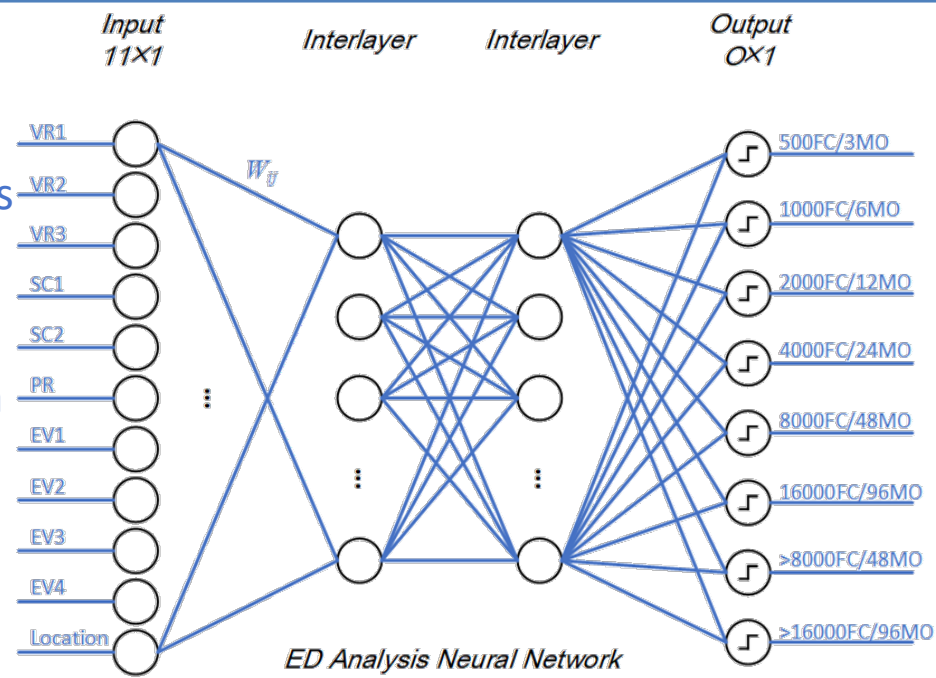 Input
11×1
Interlayer
Interlayer
Output
O×1
VR1
VR2
VR3
SC1
SC2
PR
EV1
EV2
EV3
EV4
Location
W_ij
...
...
...
500FC/3MO
1000FC/6MO
2000FC/12MO
4000FC/24MO
8000FC/48MO
16000FC/96MO
>8000FC/48MO
>16000FC/96MO
ED Analysis Neural Network